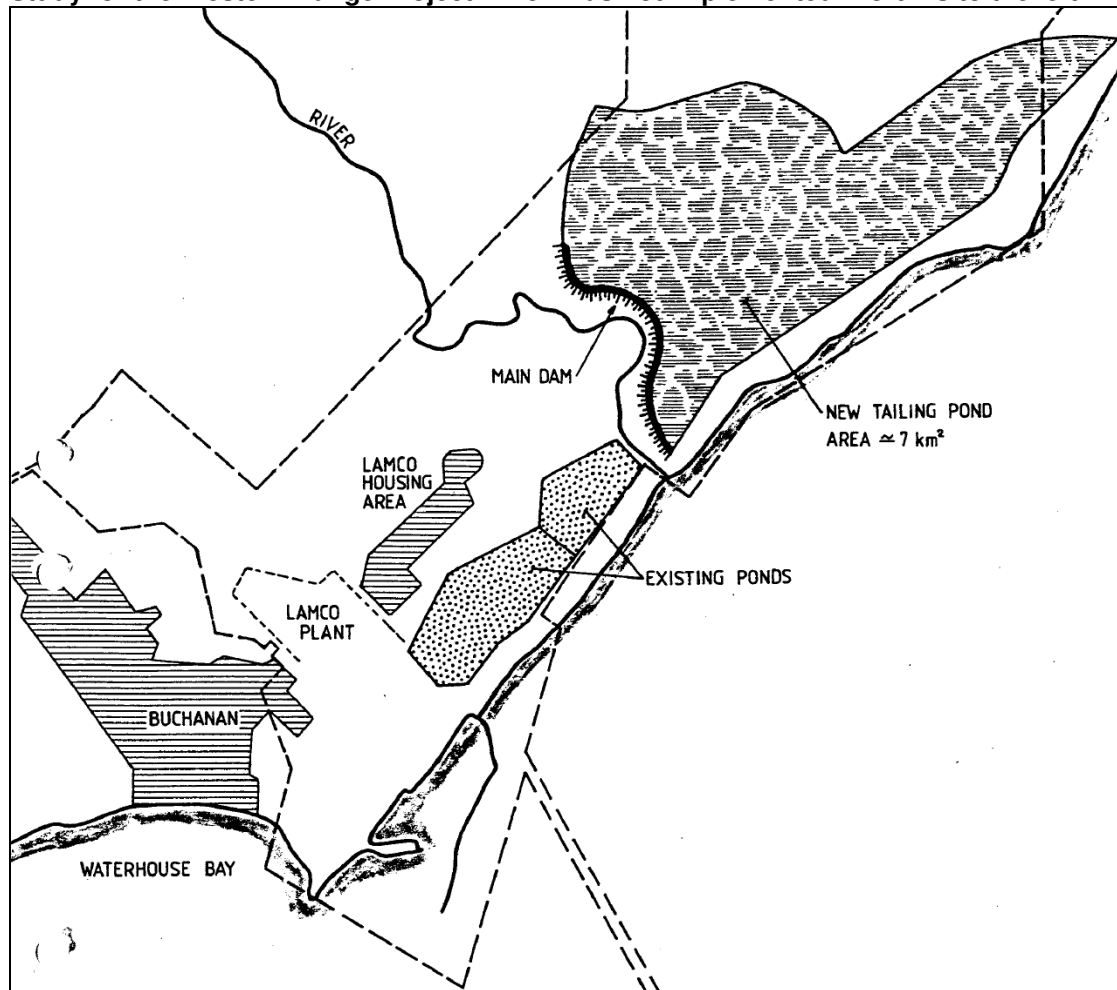 RIVER
MAIN DAM
NEW TAILING POND
AREA ≃ 7 km²
LAMCO
HOUSING
AREA
EXISTING PONDS
LAMCO
PLANT
BUCHANAN
WATERHOUSE BAY